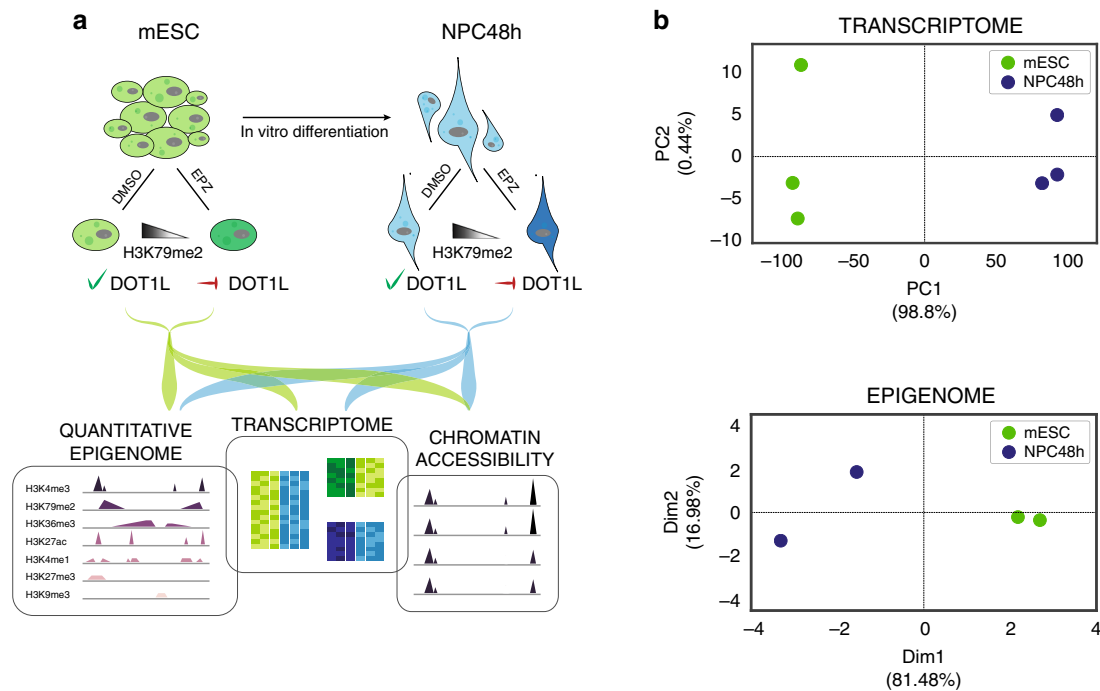 a
mESC
NPC48h
In vitro differentiation
DMSO
EPZ
DMSO
EPZ
H3K79me2
H3K79me2
DOT1L
DOT1L
DOT1L
DOT1L
QUANTITATIVE
EPIGENOME
TRANSCRIPTOME
CHROMATIN
ACCESSIBILITY
H3K4me3
H3K79me2
H3K36me3
H3K27ac
H3K4me1
H3K27me3
H3K9me3
b
TRANSCRIPTOME
mESC
NPC48h
10
5
0
−5
−10
PC2
(0.44%)
−100
−50
0
50
100
PC1
(98.8%)
EPIGENOME
mESC
NPC48h
4
2
0
−2
−4
Dim2
(16.98%)
−4
−2
0
2
4
Dim1
(81.48%)